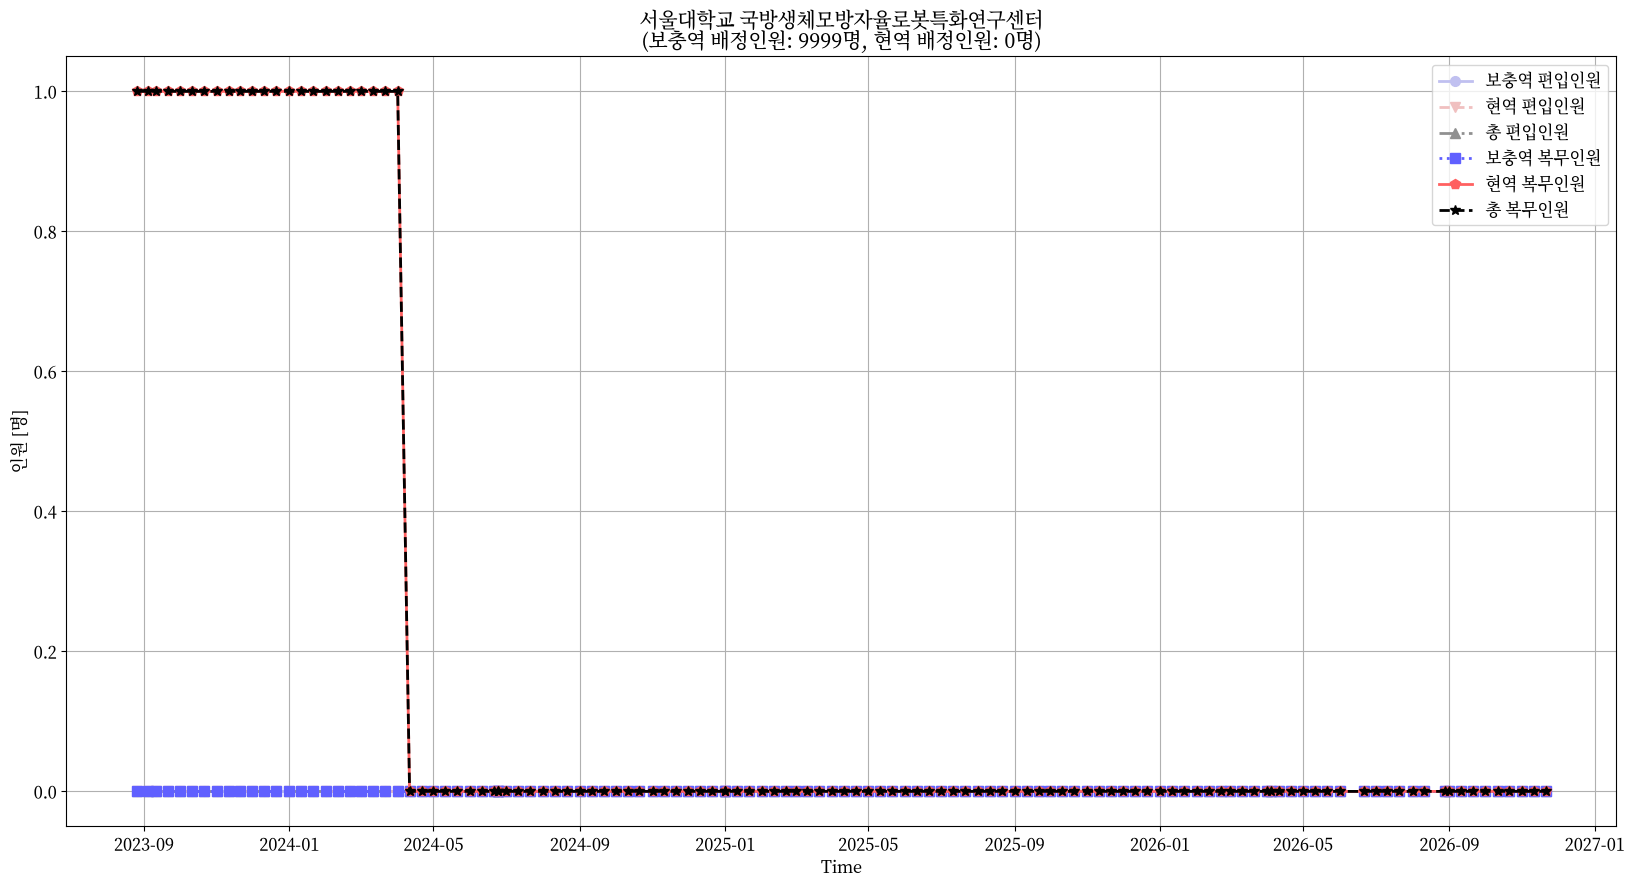 서울대학교 국방생체모방자율로봇특화연구센터
(보충역 배정인원: 9999명, 현역 배정인원: 0명)
보충역 편입인원
현역 편입인원
총 편입인원
보충역 복무인원
현역 복무인원
총 복무인원
인원 [명]
1.0
0.8
0.6
0.4
0.2
0.0
2023-09 2024-01 2024-05 2024-09 2025-01 2025-05 2025-09 2026-01 2026-05 2026-09 2027-01
Time